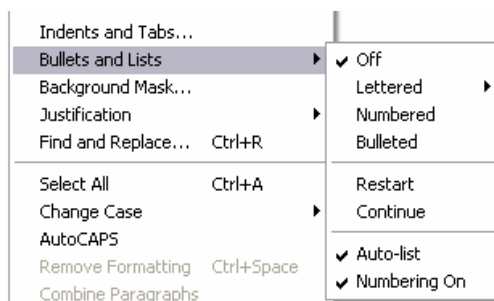 Indents and Tabs...
Bullets and Lists
Background Mask...
Justification
Find and Replace... Ctrl+R
Select All Ctrl+A
Change Case
AutoCAPS
Remove Formatting Ctrl+Space
Combine Paragraphs
Off
Lettered
Numbered
Bulleted
Restart
Continue
Auto-list
Numbering On